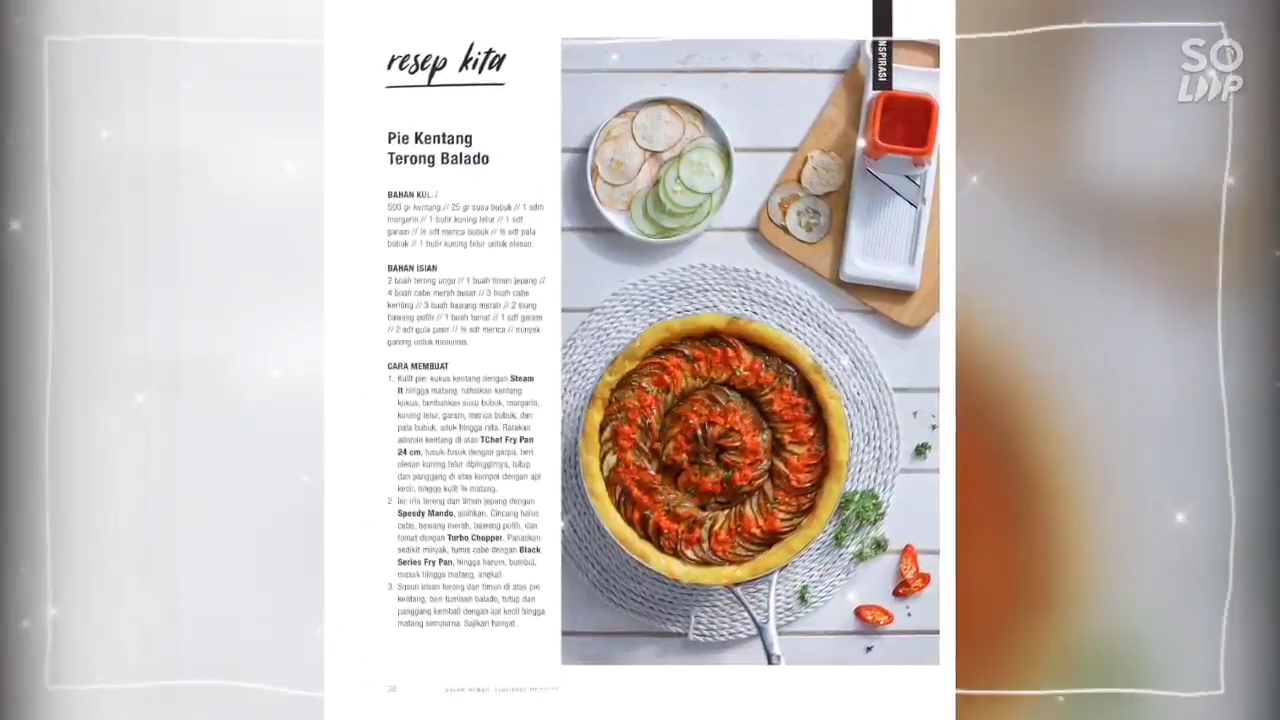 resep kita
INSPIRASI
SO
LOOP
Pie Kentang
Terong Balado
BAHAN
500 gr kentang // 25 gr susu bubuk // 1 sdm
margarin // 1 butir kuning telur // 1 sdt
garam // ½ sdt merica bubuk // ½ sdt pala
bubuk // 1 butir kuning telur untuk olesan.
BAHAN ISIAN
2 buah terong ungu // 1 buah timun jepang //
4 buah cabe merah besar // 3 buah cabe
keriting // 3 buah bawang merah // 2 siung
bawang putih // 1 buah tomat // 1 sdt garam
// 2 sdt gula pasir // ½ sdt merica // minyak
goreng untuk menumis.
CARA MEMBUAT
1. Kulit pie: kukus kentang dengan Steam
It hingga matang, haluskan kentang
kukus, tambahkan susu bubuk, margarin,
kuning telur, garam, merica bubuk, dan
pala bubuk, aduk hingga rata. Ratakan
adonan kentang di atas TChef Fry Pan
24 cm, tusuk-tusuk dengan garpu, beri
olesan kuning telur dipinggirnya, tutup
dan panggang di atas kompor dengan api
kecil, hingga kulit ¾ matang.
2. Isi: iris terong dan timun jepang dengan
Speedy Mando, sisihkan. Cincang halus
cabe, bawang merah, bawang putih, dan
tomat dengan Turbo Chopper. Panaskan
sedikit minyak, tumis cabe dengan Black
Series Fry Pan, hingga harum, bumbui,
masak hingga matang, angkat.
3. Susun irisan terong dan timun di atas pie
kentang, beri tumisan balado, tutup dan
panggang kembali dengan api kecil hingga
matang sempurna. Sajikan hangat.
38